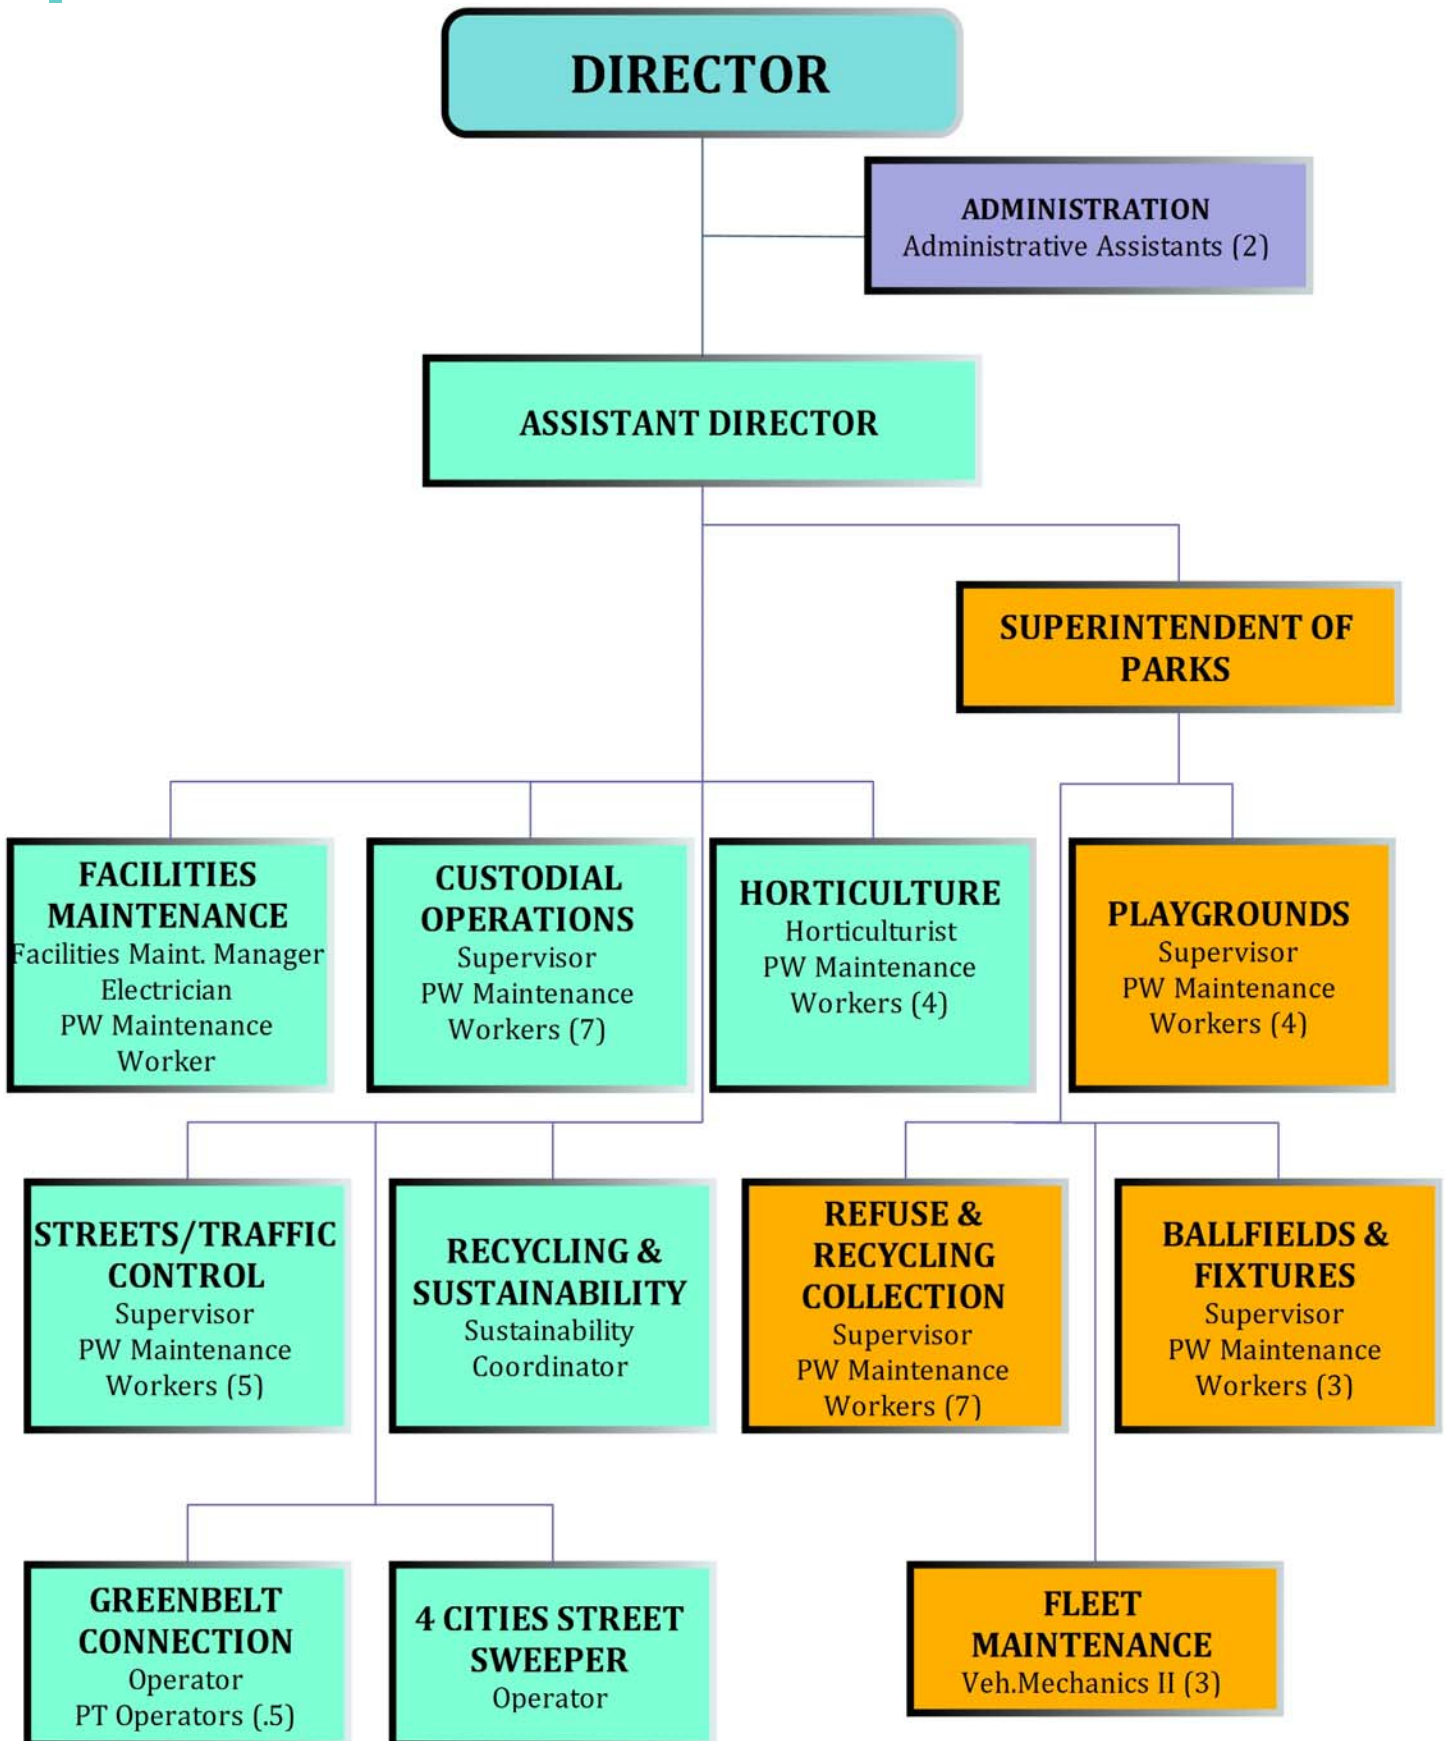 DIRECTOR
ADMINISTRATION
Administrative Assistants (2)
ASSISTANT DIRECTOR
SUPERINTENDENT OF
PARKS
FACILITIES
MAINTENANCE
Facilities Maint. Manager
Electrician
PW Maintenance
Worker
CUSTODIAL
OPERATIONS
Supervisor
PW Maintenance
Workers (7)
HORTICULTURE
Horticulturist
PW Maintenance
Workers (4)
PLAYGROUNDS
Supervisor
PW Maintenance
Workers (4)
STREETS/TRAFFIC
CONTROL
Supervisor
PW Maintenance
Workers (5)
RECYCLING &
SUSTAINABILITY
Sustainability
Coordinator
REFUSE &
RECYCLING
COLLECTION
Supervisor
PW Maintenance
Workers (7)
BALLFIELDS &
FIXTURES
Supervisor
PW Maintenance
Workers (3)
GREENBELT
CONNECTION
Operator
PT Operators (.5)
4 CITIES STREET
SWEEPER
Operator
FLEET
MAINTENANCE
Veh.Mechanics II (3)